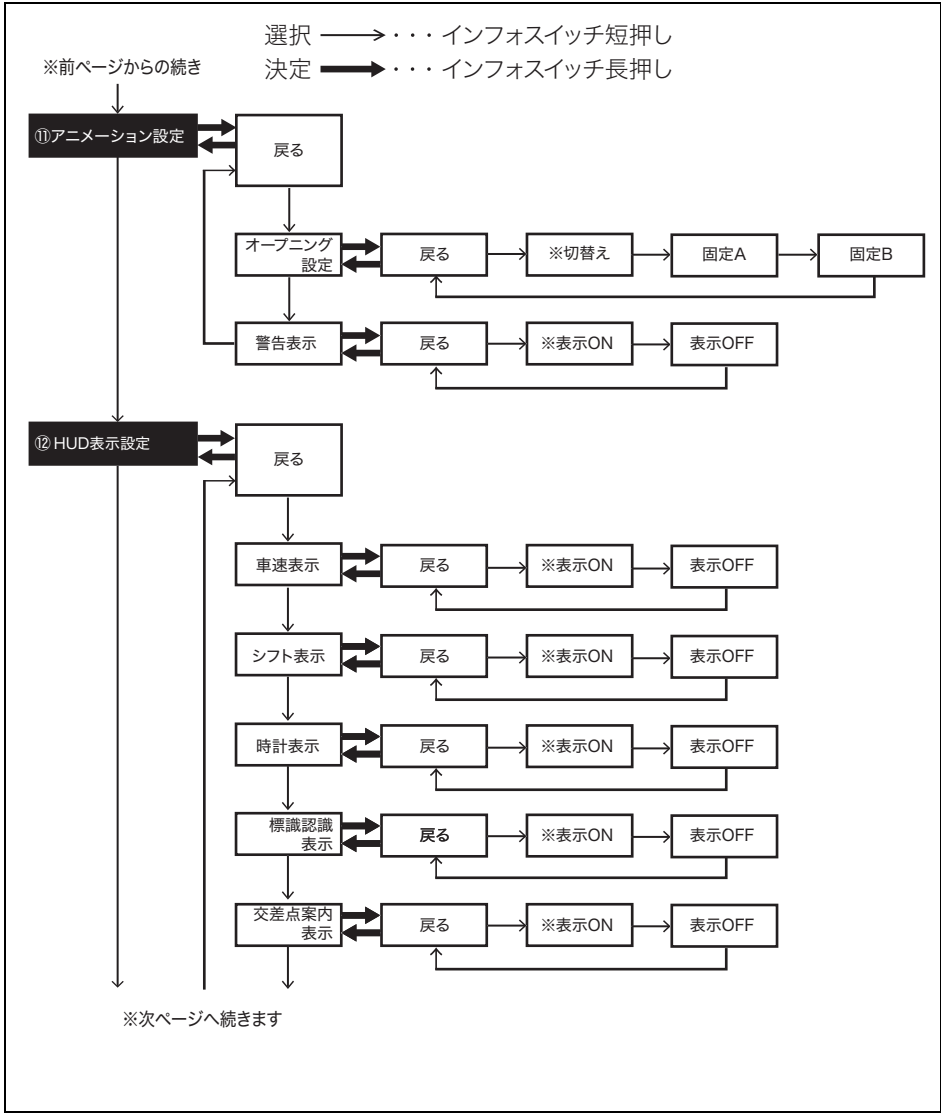 選択 ・・・ インフォスイッチ短押し
※前ページからの続き
決定 ・・・ インフォスイッチ長押し
⑪アニメーション設定
戻る
オープニング
設定
戻る
※切替え
固定A
固定B
警告表示
戻る
※表示ON
表示OFF
⑫HUD表示設定
戻る
車速表示
戻る
※表示ON
表示OFF
シフト表示
戻る
※表示ON
表示OFF
時計表示
戻る
※表示ON
表示OFF
標識認識
表示
戻る
※表示ON
表示OFF
交差点案内
表示
戻る
※表示ON
表示OFF
※次ページへ続きます